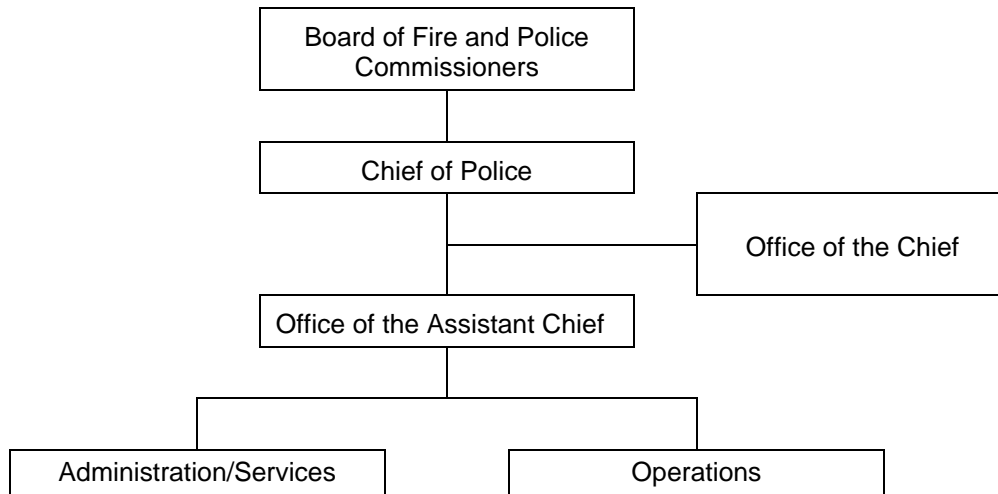 Board of Fire and Police
Commissioners
Chief of Police
Office of the Chief
Office of the Assistant Chief
Administration/Services
Operations